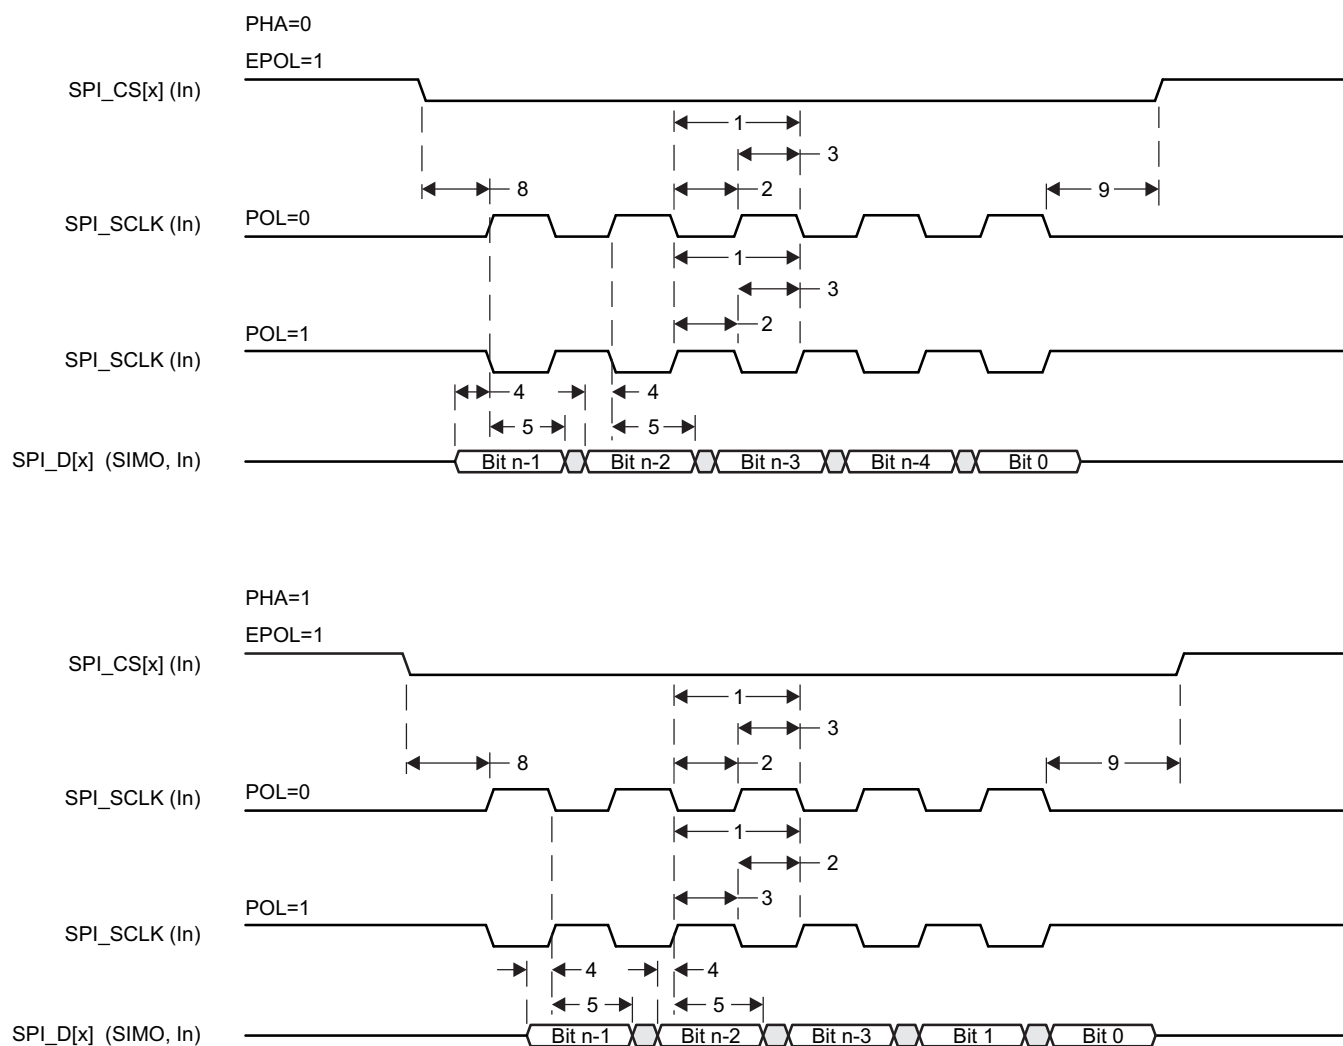 PHA=0
EPOL=1
SPI_CS[x] (In)
1
3
8
2
9
POL=0
SPI_SCLK (In)
1
3
2
POL=1
SPI_SCLK (In)
4
4
5
5
SPI_D[x] (SIMO, In)
Bit n-1
Bit n-2
Bit n-3
Bit n-4
Bit 0
PHA=1
EPOL=1
SPI_CS[x] (In)
1
3
8
2
9
POL=0
SPI_SCLK (In)
1
2
3
POL=1
SPI_SCLK (In)
4
4
5
5
SPI_D[x] (SIMO, In)
Bit n-1
Bit n-2
Bit n-3
Bit 1
Bit 0